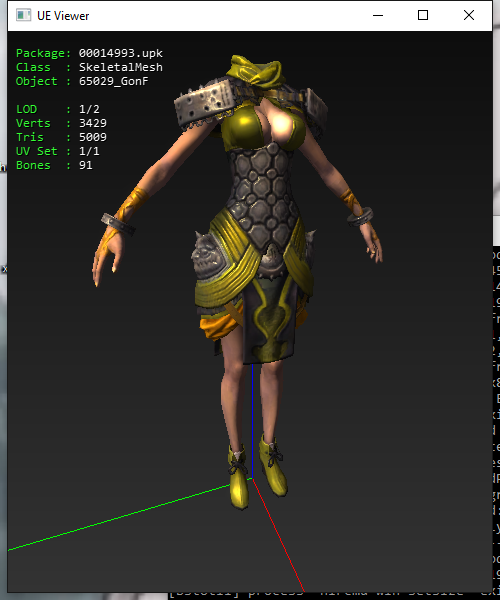 UE Viewer
Package: 00014993.upk
Class : SkeletalMesh
Object : 65029_GonF
LOD : 1/2
Verts : 3429
Tris : 5009
UV Set : 1/1
Bones : 91